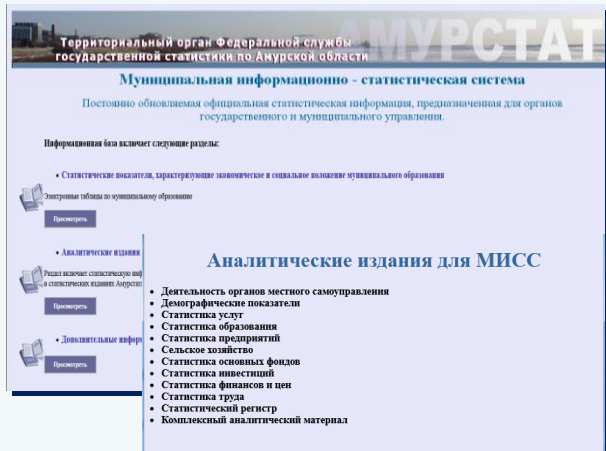 АМУРСТАТ
Территориальный орган Федеральной службы
государственной статистики по Амурской области
Муниципальная информационно - статистическая система
Постоянно обновляемая официальная статистическая информация, предназначенная для органов
государственного и муниципального управления.
Информационная база включает следующие разделы:
• Статистические показатели, характеризующие экономическое и социальное положение муниципального образования
Электронные таблицы по муниципальному образованию
Просмотреть
• Аналитические издания
Раздел включает статистическую
в статистических изданиях Амурстат
Просмотреть
• Дополнительные
Просмотреть
Аналитические издания для МИСС
• Деятельность органов местного самоуправления
• Демографические показатели
• Статистика услуг
• Статистика образования
• Статистика предприятий
• Сельское хозяйство
• Статистика основных фондов
• Статистика инвестиций
• Статистика финансов и цен
• Статистика труда
• Статистический регистр
• Комплексный аналитический материал